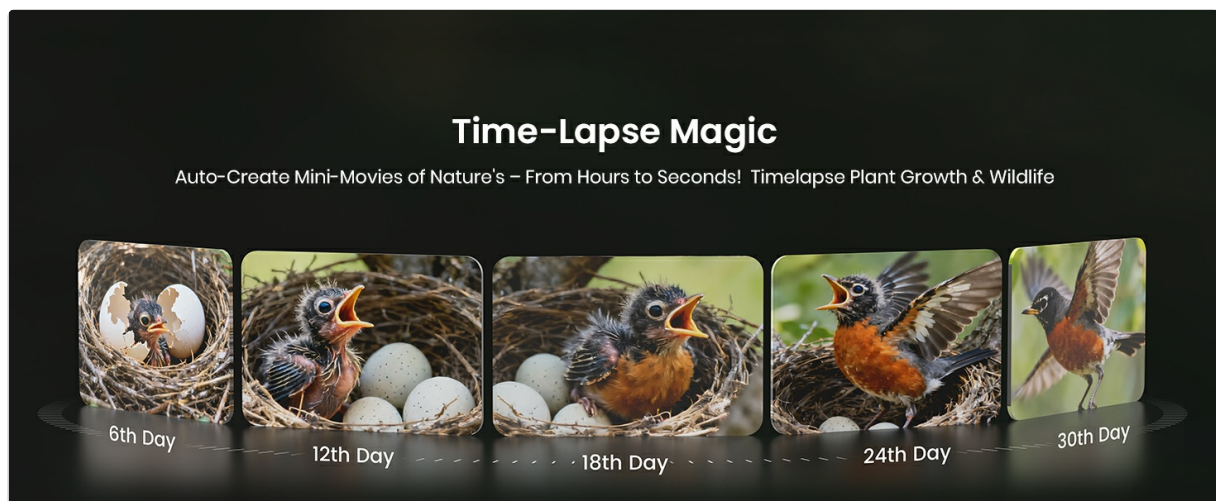 Time-Lapse Magic
Auto-Create Mini-Movies of Nature's – From Hours to Seconds! Timelapse Plant Growth & Wildlife
6th Day
12th Day
18th Day
24th Day
30th Day